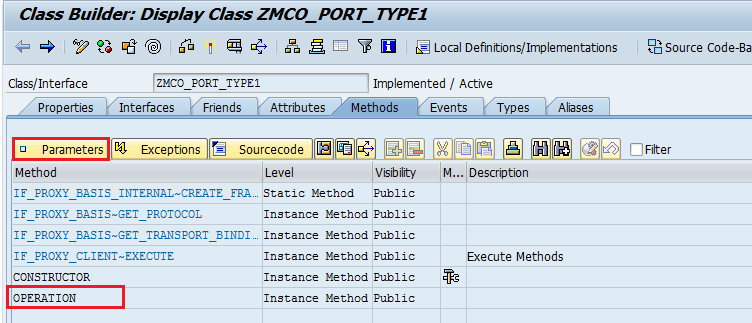 Class Builder: Display Class ZMCO_PORT_TYPE1
Local Definitions/Implementations Source Code-Ba
Class/Interface ZMCO_PORT_TYPE1 Implemented / Active
Properties Interfaces Friends Attributes Methods Events Types Aliases
Parameters Exceptions Sourcecode Filter
Method Level Visibility M... Description
IF_PROXY_BASIS_INTERNAL~CREATE_FRA... Static Method Public
IF_PROXY_BASIS~GET_PROTOCOL Instance Method Public
IF_PROXY_BASIS~GET_TRANSPORT_BINDI... Instance Method Public
IF_PROXY_CLIENT~EXECUTE Instance Method Public Execute Methods
CONSTRUCTOR Instance Method Public
OPERATION Instance Method Public